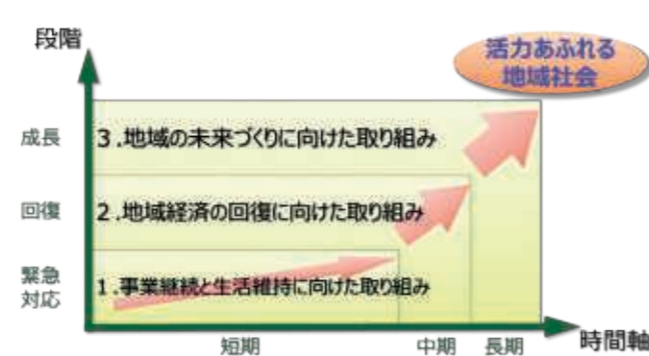 段階
活力あふれる
地域社会
成長
3.地域の未来づくりに向けた取り組み
回復
2.地域経済の回復に向けた取り組み
緊急
対応
1.事業継続と生活維持に向けた取り組み
短期
中期
長期
時間軸